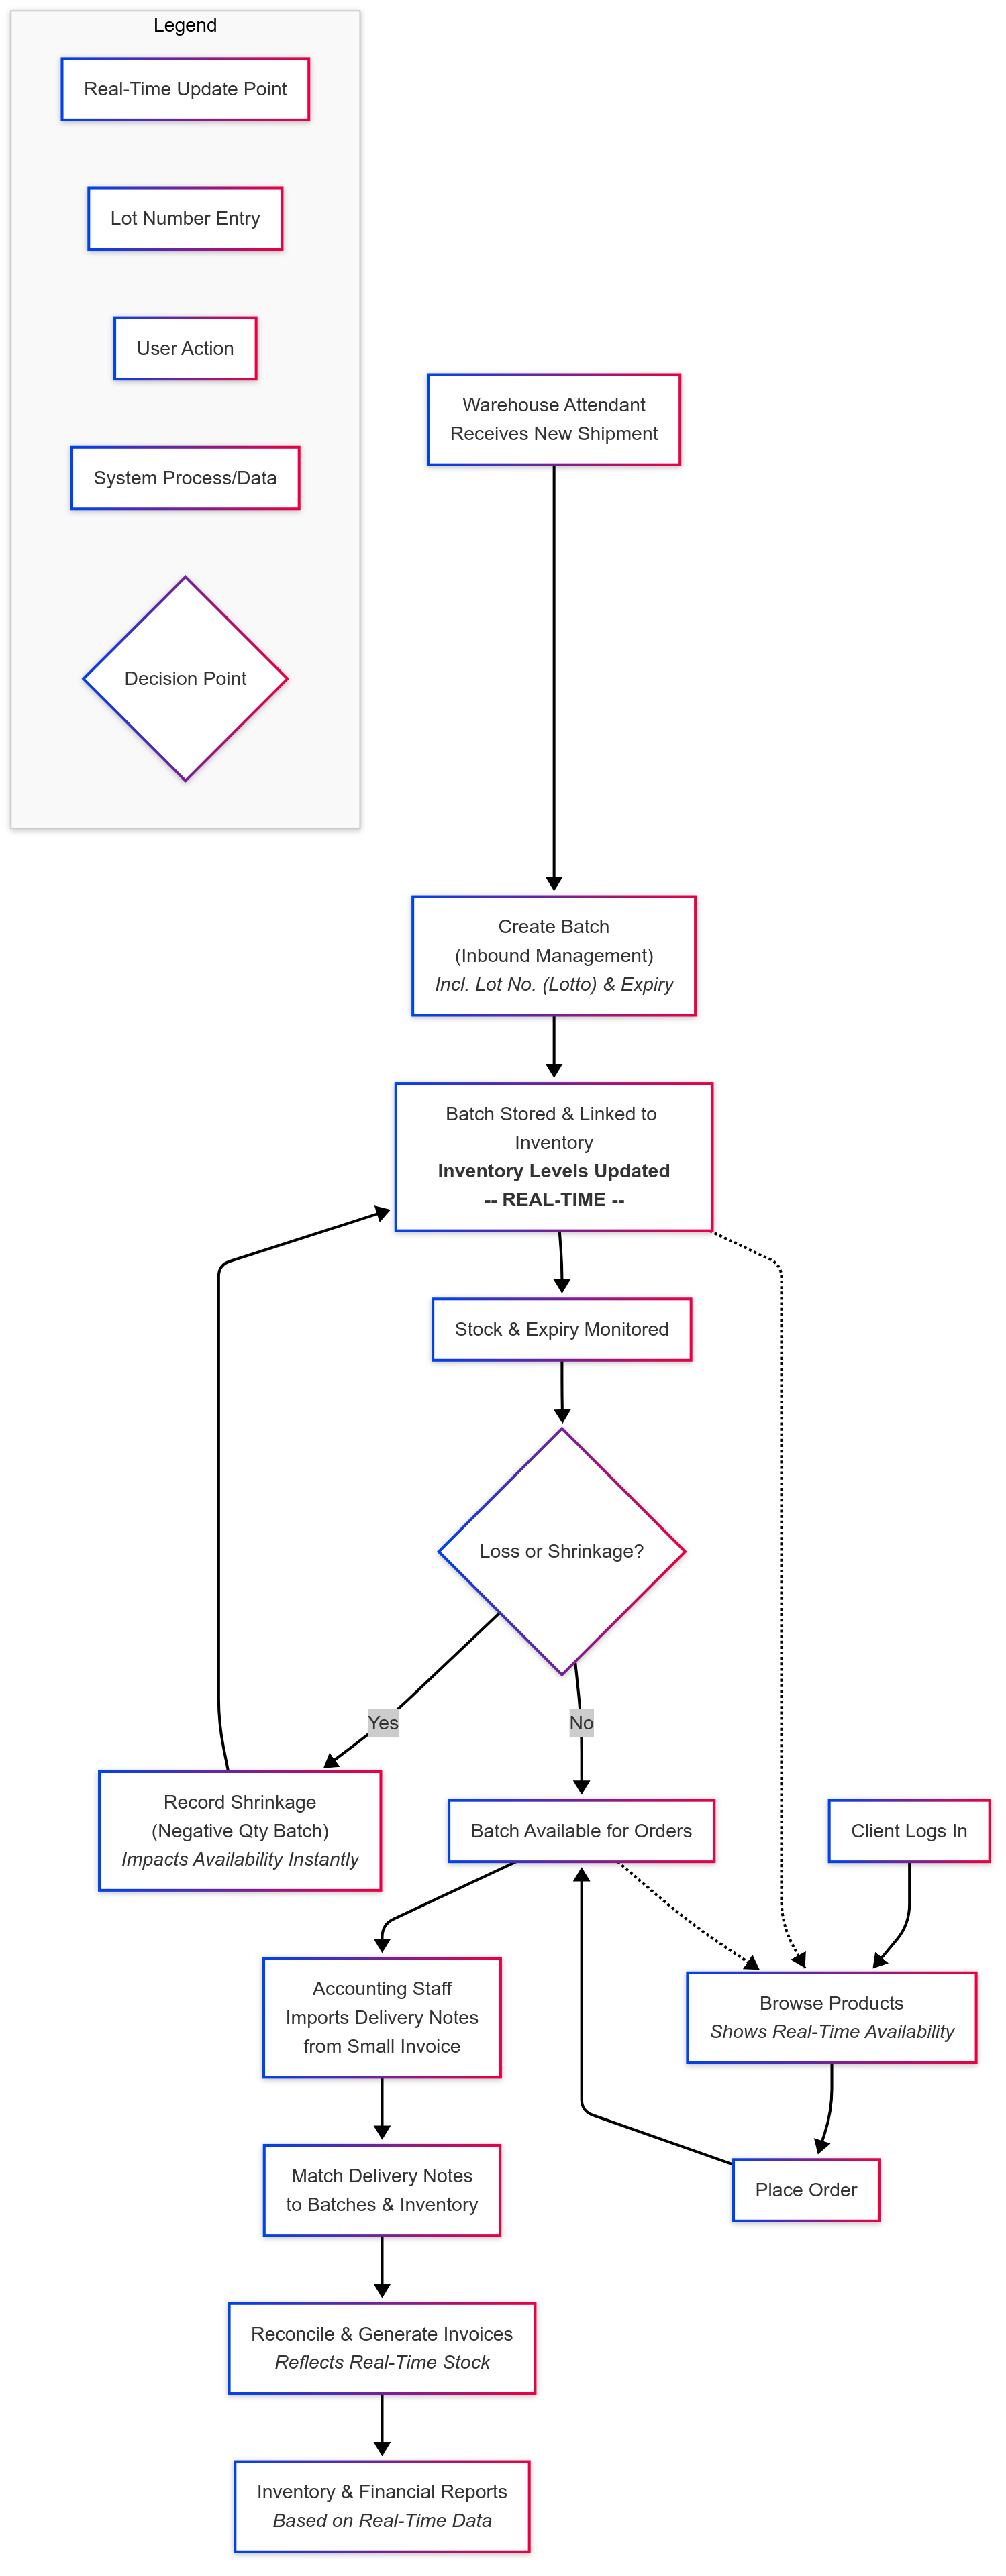 Legend
Real-Time Update Point
Lot Number Entry
User Action
System Process/Data
Decision Point
Warehouse Attendant
Receives New Shipment
Create Batch
(Inbound Management)
Incl. Lot No. (Lotto) & Expiry
Batch Stored & Linked to
Inventory
Inventory Levels Updated
-- REAL-TIME --
Stock & Expiry Monitored
Loss or Shrinkage?
Yes
No
Record Shrinkage
(Negative Qty Batch)
Impacts Availability Instantly
Batch Available for Orders
Client Logs In
Accounting Staff
Imports Delivery Notes
from Small Invoice
Browse Products
Shows Real-Time Availability
Match Delivery Notes
to Batches & Inventory
Place Order
Reconcile & Generate Invoices
Reflects Real-Time Stock
Inventory & Financial Reports
Based on Real-Time Data